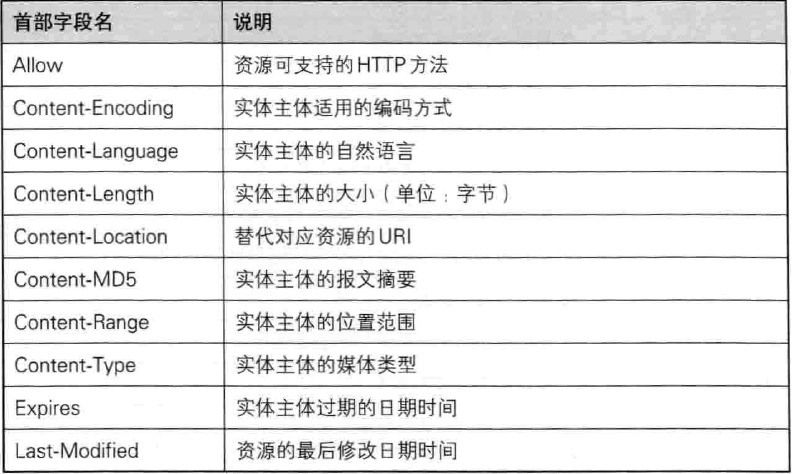 首部字段名 说明
Allow 资源可支持的HTTP方法
Content-Encoding 实体主体适用的编码方式
Content-Language 实体主体的自然语言
Content-Length 实体主体的大小（单位：字节）
Content-Location 替代对应资源的URI
Content-MD5 实体主体的报文摘要
Content-Range 实体主体的位置范围
Content-Type 实体主体的媒体类型
Expires 实体主体过期的日期时间
Last-Modified 资源的最后修改日期时间